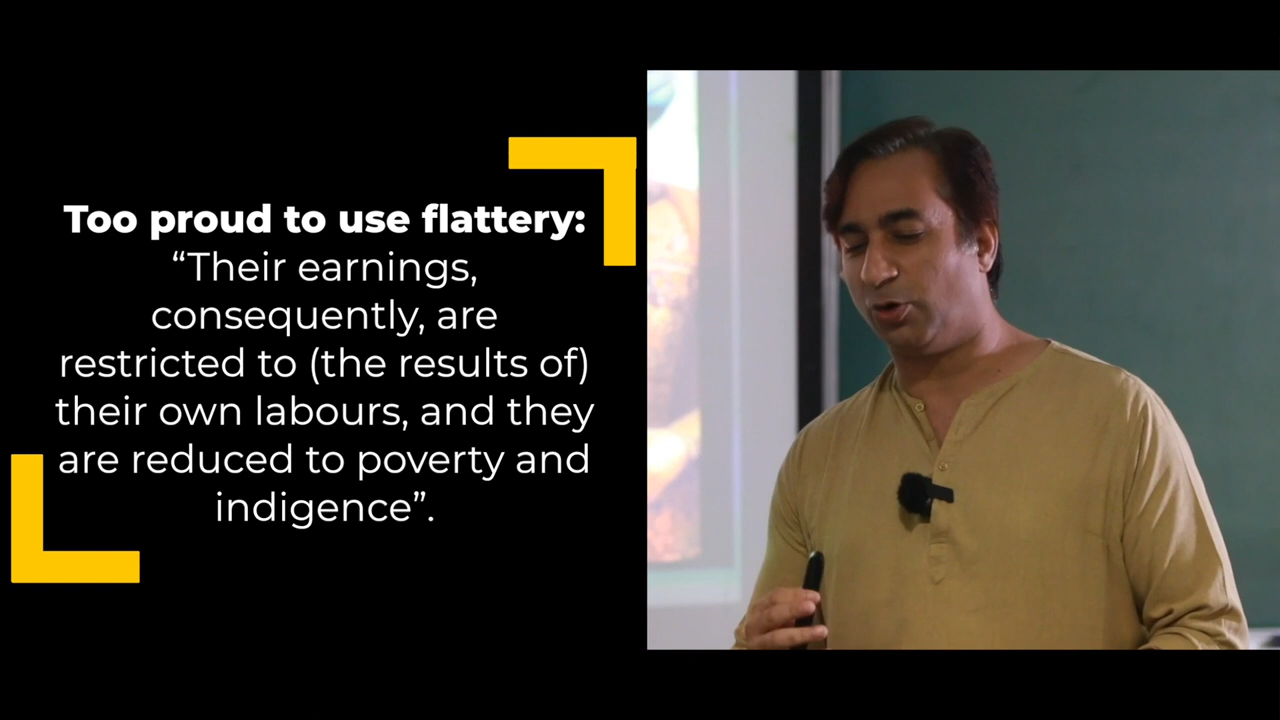 Too proud to use flattery:
“Their earnings,
consequently, are
restricted to (the results of)
their own labours, and they
are reduced to poverty and
indigence”.